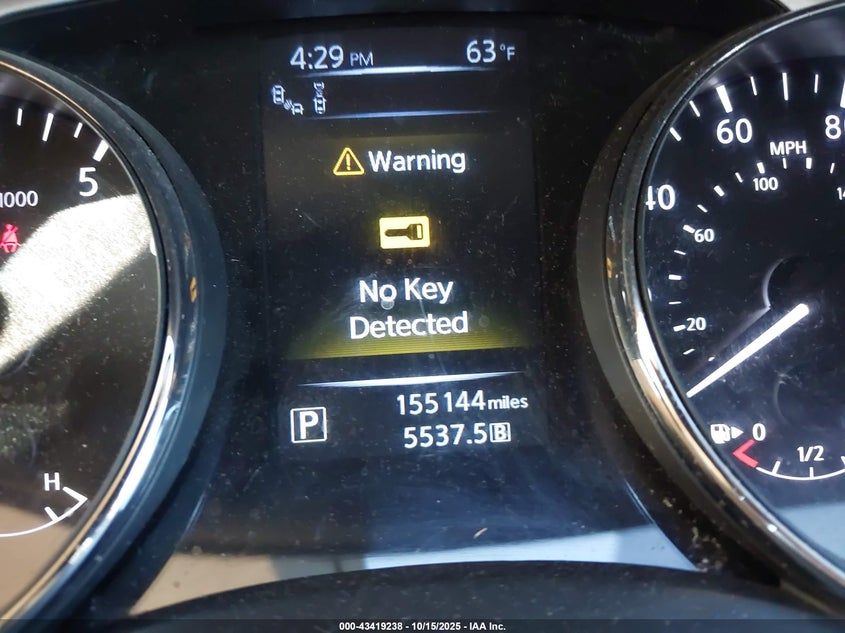 4:29 PM 63°F
Warning
No Key
Detected
P 155144 miles
5537.5 B
5
1000
H
40 60 80
MPH
60 100 14
20
0
1/2
000-43419238 - 10/15/2025 - IAA Inc.